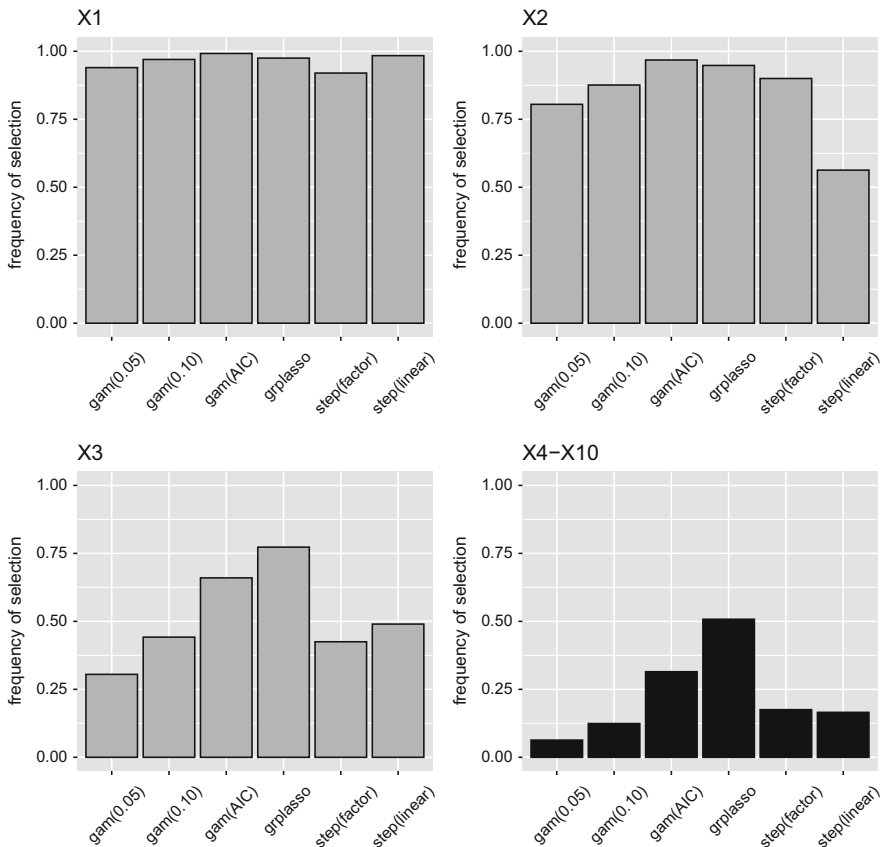 X1
frequency of selection
1.00
0.75
0.50
0.25
0.00
gam(0.05)
gam(0.10)
gam(AIC)
grplasso
step(factor)
step(linear)
X2
frequency of selection
1.00
0.75
0.50
0.25
0.00
gam(0.05)
gam(0.10)
gam(AIC)
grplasso
step(factor)
step(linear)
X3
frequency of selection
1.00
0.75
0.50
0.25
0.00
gam(0.05)
gam(0.10)
gam(AIC)
grplasso
step(factor)
step(linear)
X4−X10
frequency of selection
1.00
0.75
0.50
0.25
0.00
gam(0.05)
gam(0.10)
gam(AIC)
grplasso
step(factor)
step(linear)